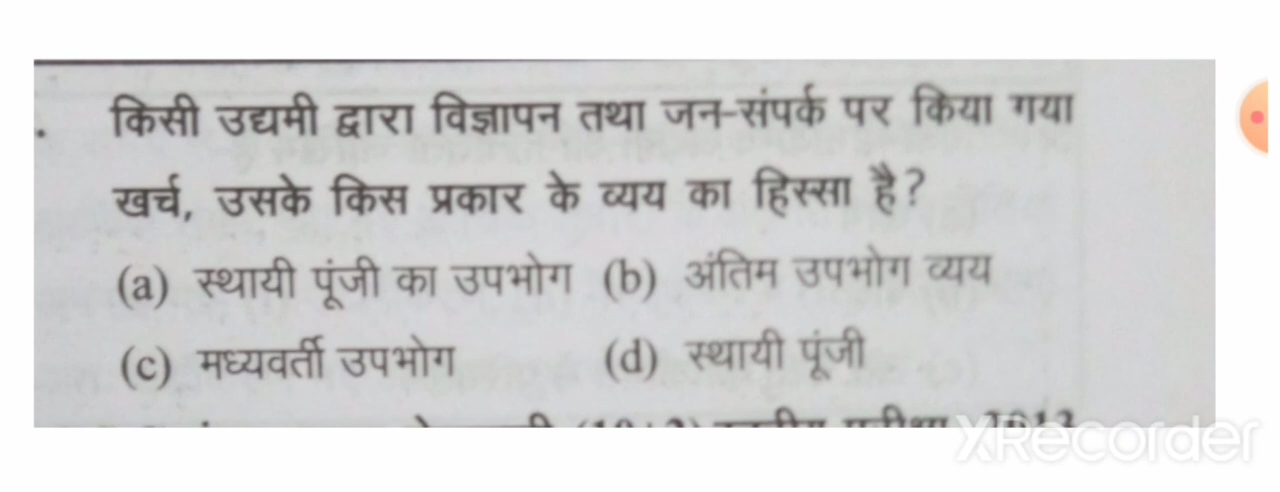 किसी उद्यमी द्वारा विज्ञापन तथा जन-संपर्क पर किया गया
खर्च, उसके किस प्रकार के व्यय का हिस्सा है?
(a) स्थायी पूंजी का उपभोग (b) अंतिम उपभोग व्यय
(c) मध्यवर्ती उपभोग (d) स्थायी पूंजी
XRecorder